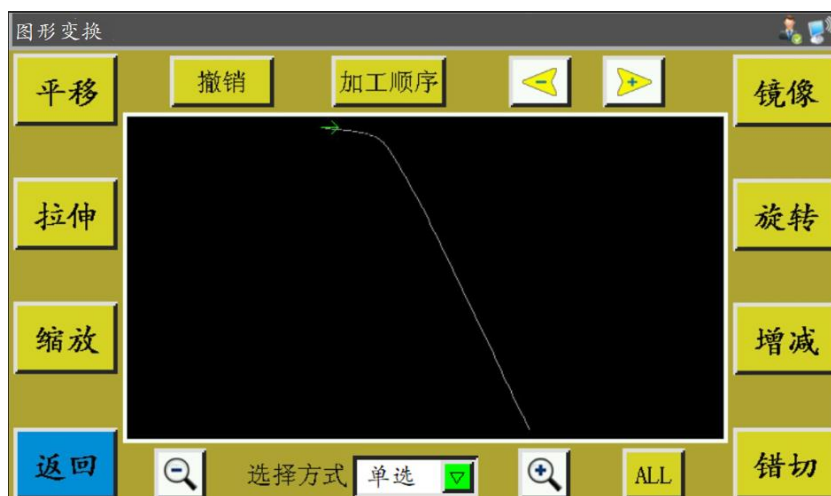 图形变换
平移
撤销
加工顺序
-
+
镜像
拉伸
旋转
缩放
增减
返回
选择方式
单选
ALL
错切